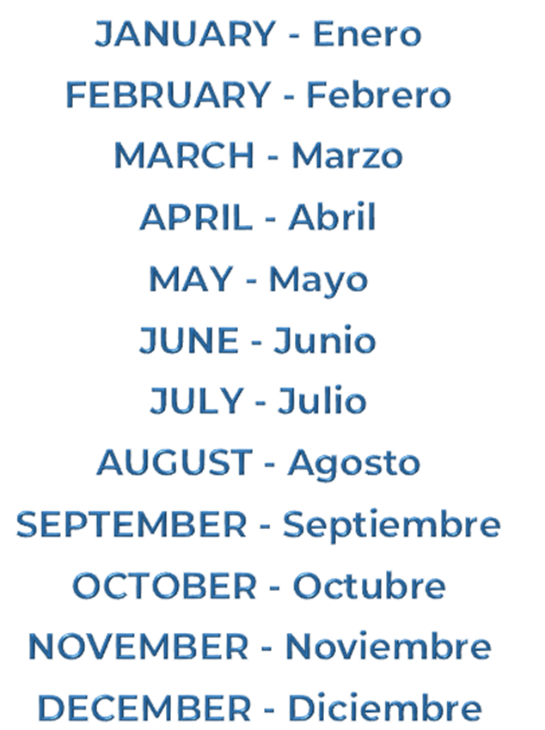 JANUARY - Enero
FEBRUARY - Febrero
MARCH - Marzo
APRIL - Abril
MAY - Mayo
JUNE - Junio
JULY - Julio
AUGUST - Agosto
SEPTEMBER - Septiembre
OCTOBER - Octubre
NOVEMBER - Noviembre
DECEMBER - Diciembre